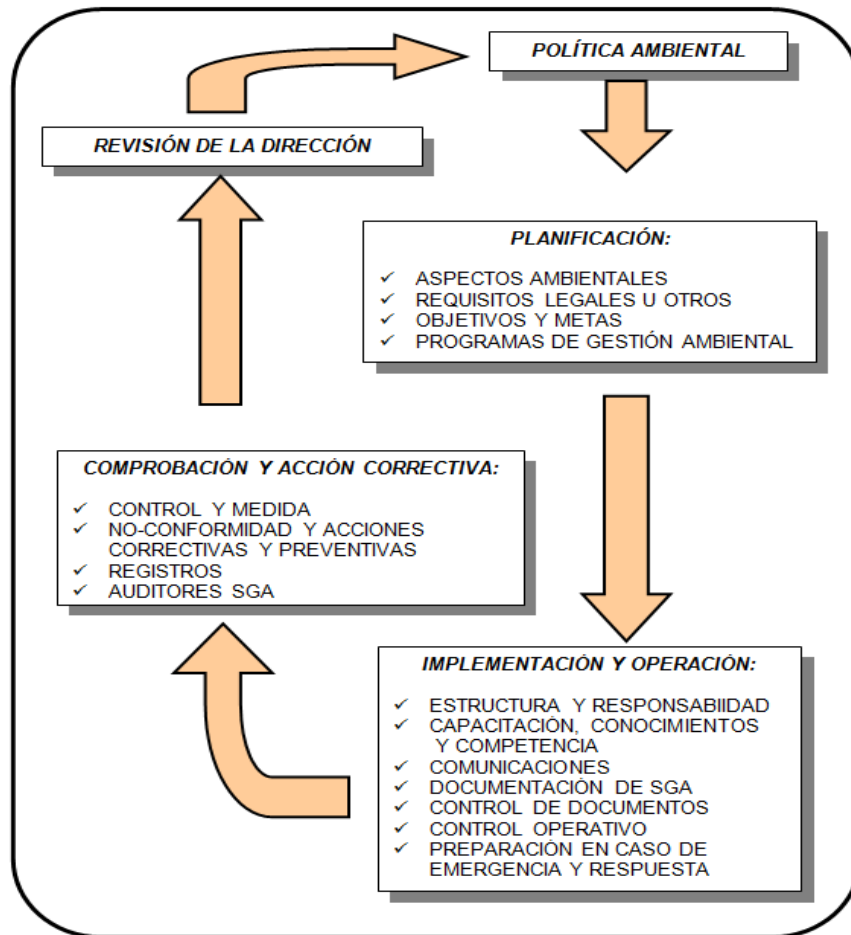 POLÍTICA AMBIENTAL
REVISIÓN DE LA DIRECCIÓN
PLANIFICACIÓN:
✓ ASPECTOS AMBIENTALES
✓ REQUISITOS LEGALES U OTROS
✓ OBJETIVOS Y METAS
✓ PROGRAMAS DE GESTIÓN AMBIENTAL
COMPROBACIÓN Y ACCIÓN CORRECTIVA:
✓ CONTROL Y MEDIDA
✓ NO-CONFORMIDAD Y ACCIONES
CORRECTIVAS Y PREVENTIVAS
✓ REGISTROS
✓ AUDITORES SGA
IMPLEMENTACIÓN Y OPERACIÓN:
✓ ESTRUCTURA Y RESPONSABIIDAD
✓ CAPACITACIÓN, CONOCIMIENTOS
Y COMPETENCIA
✓ COMUNICACIONES
✓ DOCUMENTACIÓN DE SGA
✓ CONTROL DE DOCUMENTOS
✓ CONTROL OPERATIVO
✓ PREPARACIÓN EN CASO DE
EMERGENCIA Y RESPUESTA